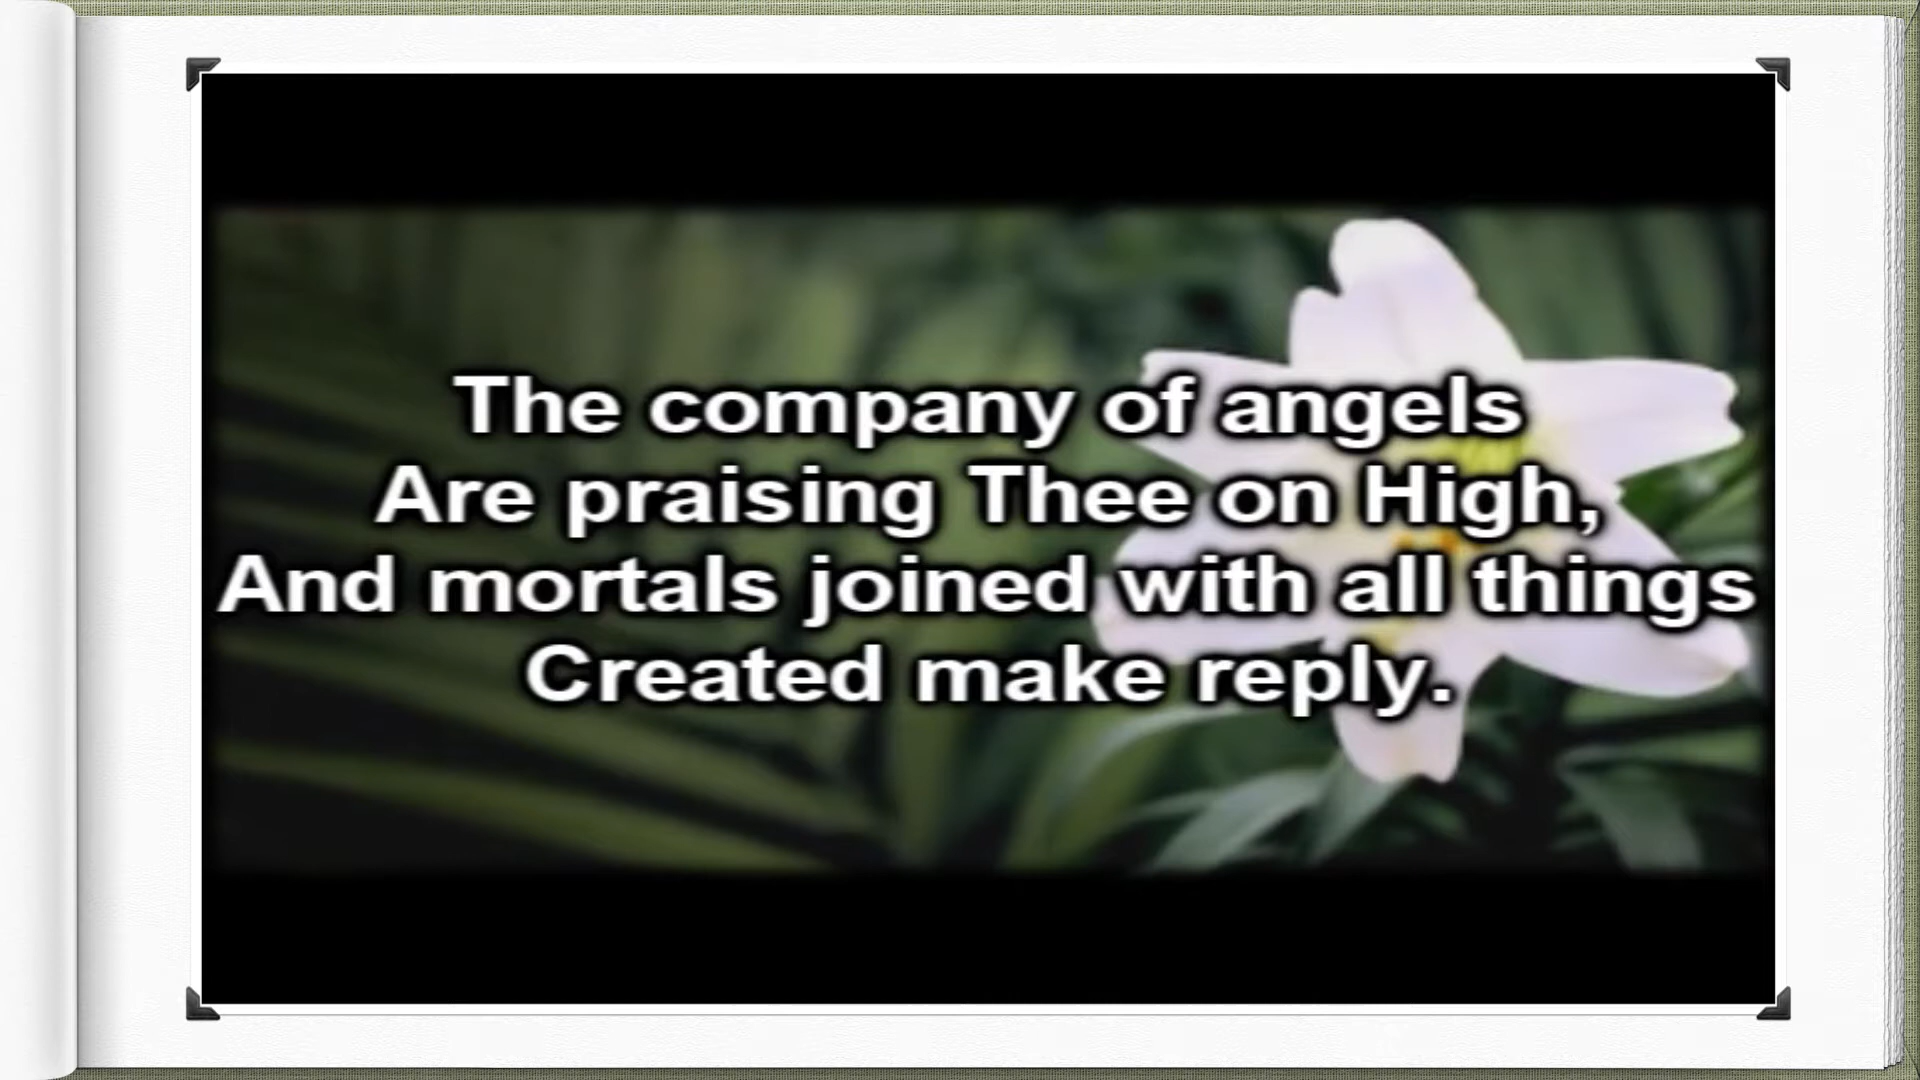 The company of angels
Are praising Thee on High,
And mortals joined with all things
Created make reply.